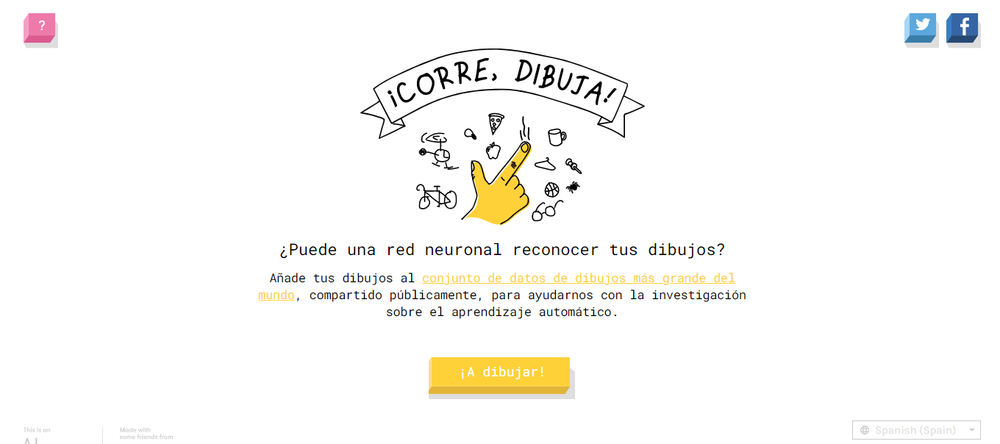 ?
¡CORRE, DIBUJA!
¿Puede una red neuronal reconocer tus dibujos?
Añade tus dibujos al conjunto de datos de dibujos más grande del
mundo, compartido públicamente, para ayudarnos con la investigación
sobre el aprendizaje automático.
¡A dibujar!
This is an
Made with
some friends from
Spanish (Spain)